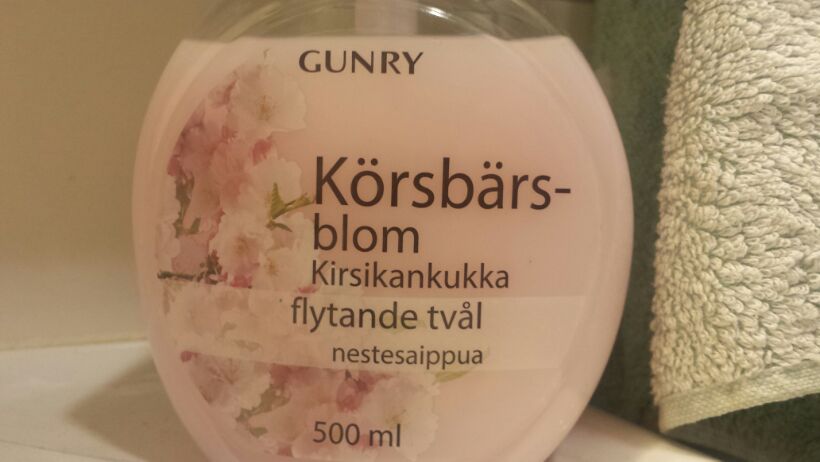 GUNRY
Körsbärs-
blom
Kirsikankukka
flytande tvål
nestesaippua
500 ml